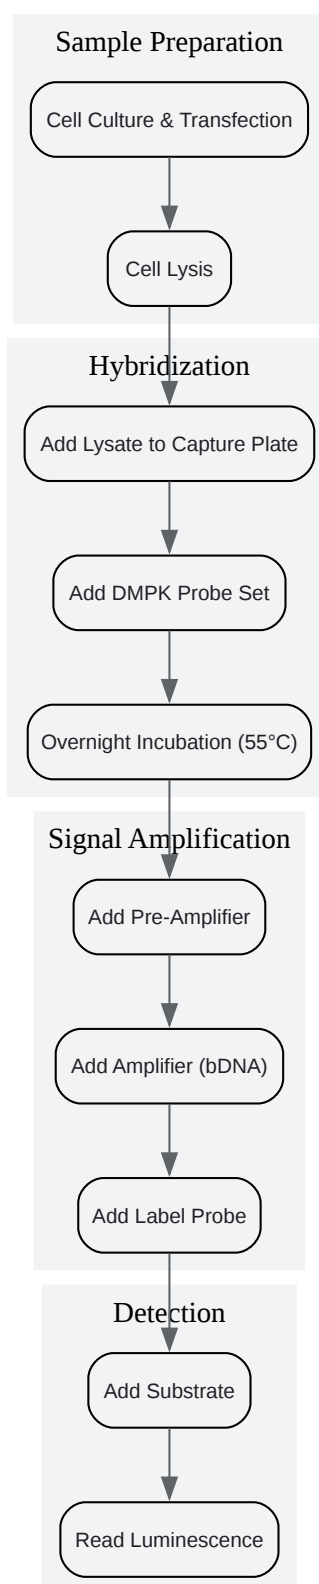 Sample Preparation
Cell Culture & Transfection
Cell Lysis
Hybridization
Add Lysate to Capture Plate
Add DMPK Probe Set
Overnight Incubation (55°C)
Signal Amplification
Add Pre-Amplifier
Add Amplifier (bDNA)
Add Label Probe
Detection
Add Substrate
Read Luminescence